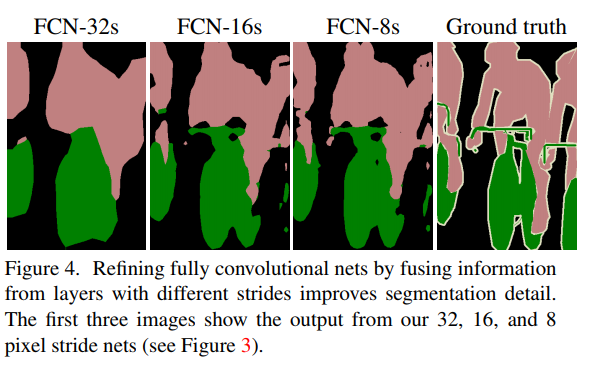 FCN-32s FCN-16s FCN-8s Ground truth
Figure 4. Refining fully convolutional nets by fusing information
from layers with different strides improves segmentation detail.
The first three images show the output from our 32, 16, and 8
pixel stride nets (see Figure 3).